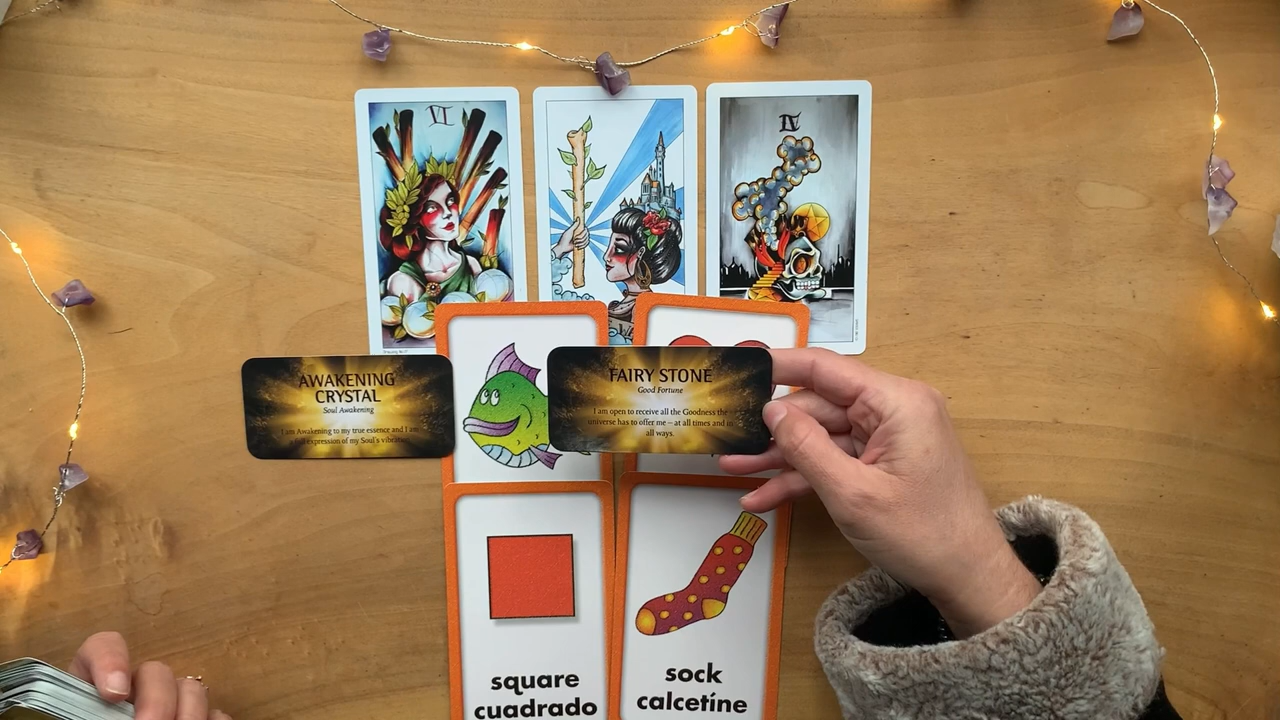 VI
IV
AWAKENING
CRYSTAL
Soul Awakening
I am Awakening to my true essence and I am
full expression of my Soul's vibration
FAIRY STONE
Good Fortune
I am open to receive all the Goodness the
universe has to offer me – at all times and in
all ways.
square
cuadrado
sock
calcetíne